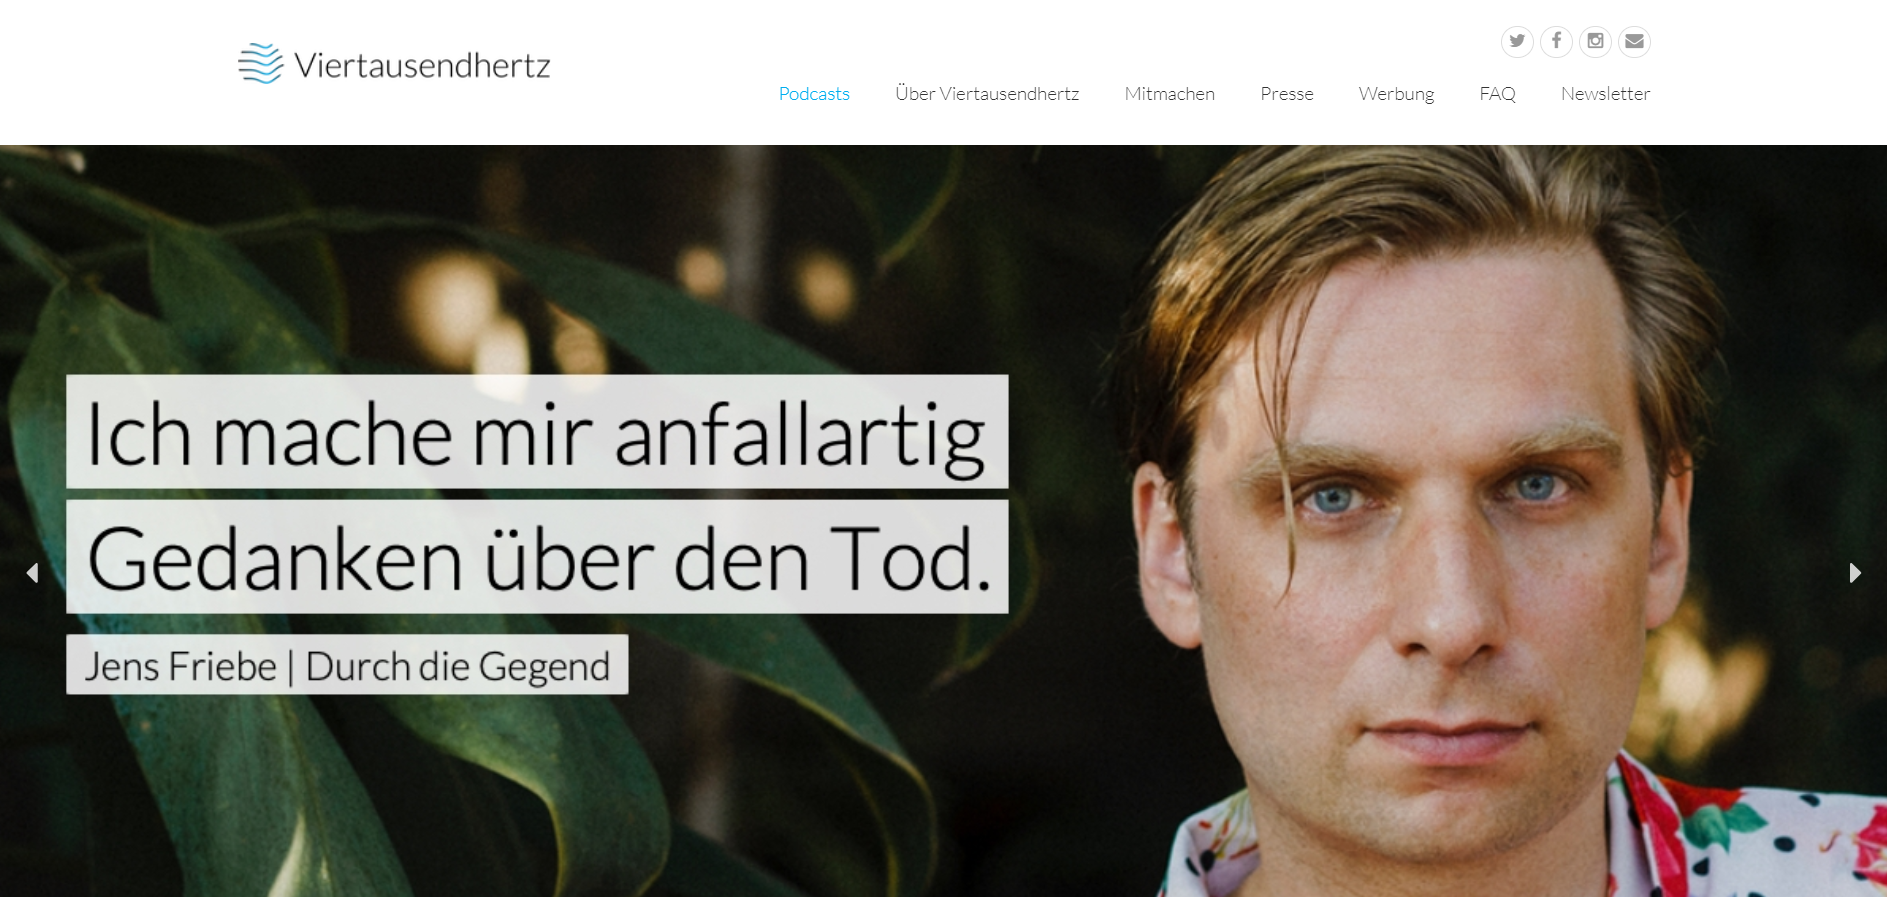 Viertausendhertz
Podcasts Über Viertausendhertz Mitmachen Presse Werbung FAQ Newsletter
Ich mache mir anfallartig
Gedanken über den Tod.
Jens Friebe | Durch die Gegend